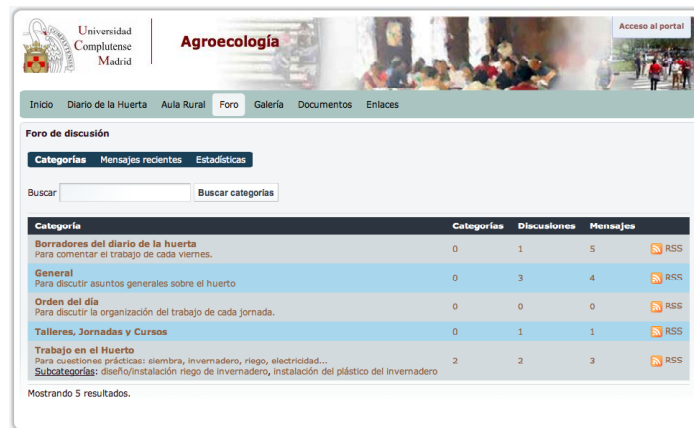 Universidad
Complutense
Madrid
Agroecología
Acceso al portal
Inicio Diario de la Huerta Aula Rural Foro Galería Documentos Enlaces
Foro de discusión
Categorías Mensajes recientes Estadísticas
Buscar Buscar categorías
Categoría Categorías Discusiones Mensajes
Borradores del diario de la huerta 0 1 5 RSS
Para comentar el trabajo de cada viernes.
General 0 3 4 RSS
Para discutir asuntos generales sobre el huerto
Orden del día 0 0 0 RSS
Para discutir la organización del trabajo de cada jornada.
Talleres, Jornadas y Cursos 0 1 1 RSS
Trabajo en el Huerto
Para cuestiones prácticas: siembra, invernadero, riego, electricidad... 2 2 3 RSS
Subcategorías: diseño/instalación riego de invernadero, instalación del plástico del invernadero
Mostrando 5 resultados.